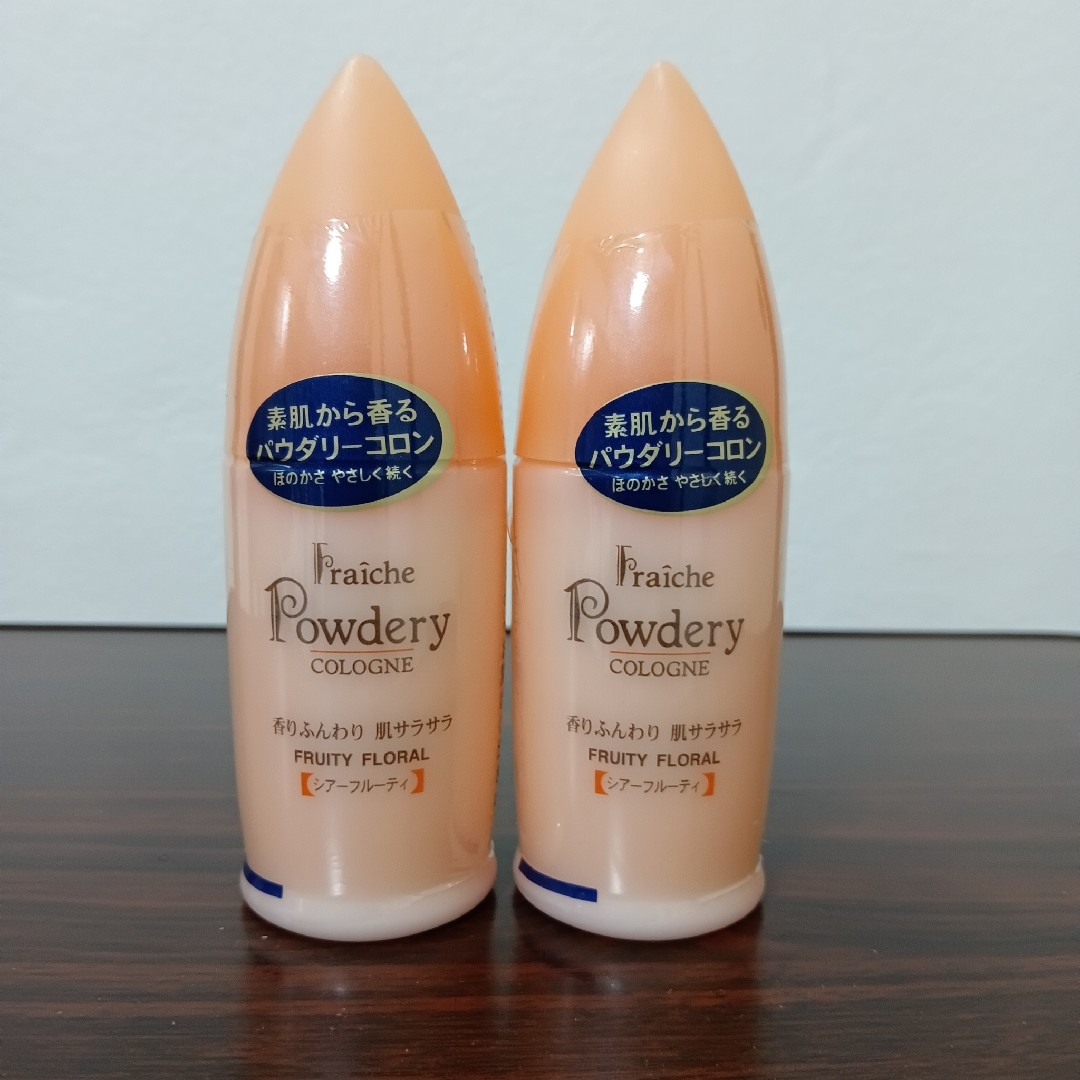 素肌から香る
パウダリーコロン
ほのかさ やさしく続く
Fraîche
Powdery
COLOGNE
香りふんわり 肌サラサラ
FRUITY FLORAL
【シアーフルーティ】
素肌から香る
パウダリーコロン
ほのかさ やさしく続く
Fraîche
Powdery
COLOGNE
香りふんわり 肌サラサラ
FRUITY FLORAL
【シアーフルーティ】